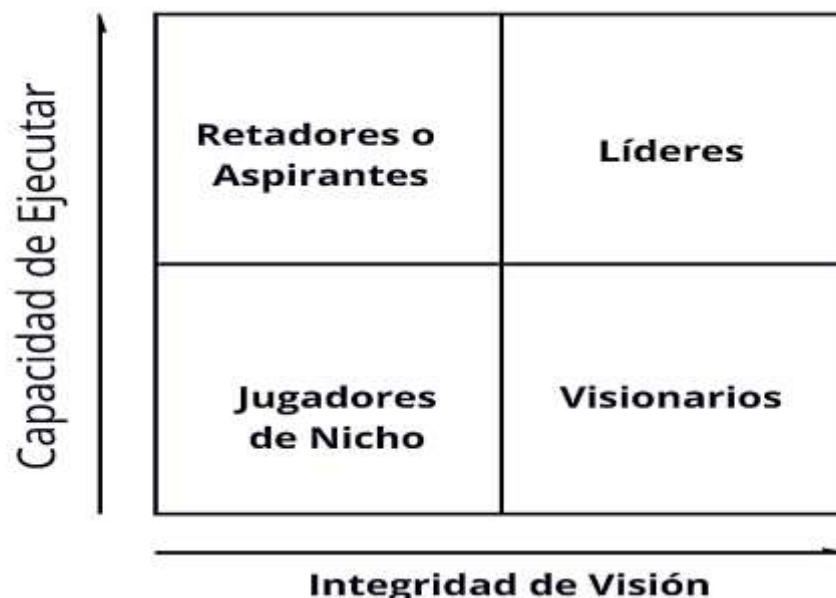 Capacidad de Ejecutar
Retadores o
Aspirantes
Líderes
Jugadores
de Nicho
Visionarios
Integridad de Visión